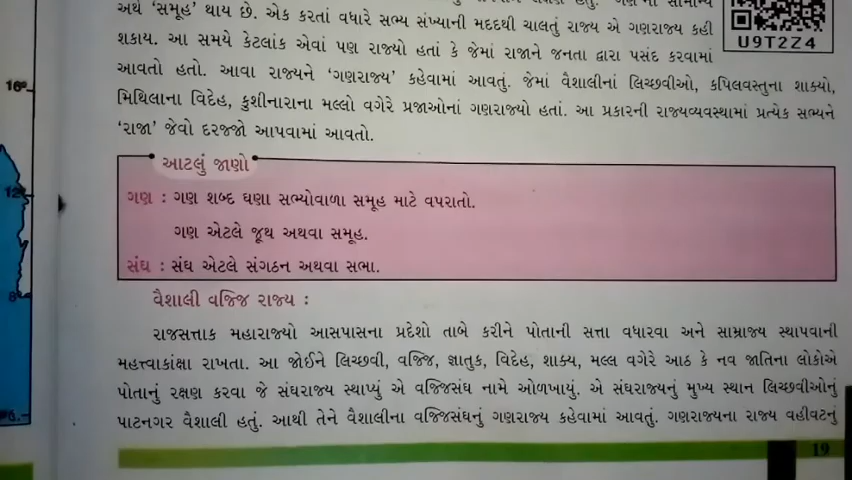 અર્થ 'સમૂહ' થાય છે. એક કરતાં વધારે સભ્ય સંખ્યાની મદદથી ચાલતું રાજ્ય એ ગણરાજ્ય કહી
શકાય. આ સમયે કેટલાંક એવાં પણ રાજ્યો હતાં કે જેમાં રાજાને જનતા દ્વારા પસંદ કરવામાં
U9T2Z4
આવતો હતો. આવા રાજ્યને 'ગણરાજ્ય' કહેવામાં આવતું. જેમાં વૈશાલીનાં લિચ્છવીઓ, કપિલવસ્તુના શાક્યો,
મિથિલાના વિદેહ, કુશીનારાના મલ્લો વગેરે પ્રજાઓનાં ગણરાજ્યો હતાં. આ પ્રકારની રાજ્યવ્યવસ્થામાં પ્રત્યેક સભ્યને
'રાજા' જેવો દરજ્જો આપવામાં આવતો.
આટલું જાણો
ગણ : ગણ શબ્દ ઘણા સભ્યોવાળા સમૂહ માટે વપરાતો.
ગણ એટલે જૂથ અથવા સમૂહ.
સંઘ : સંઘ એટલે સંગઠન અથવા સભા.
વૈશાલી વજ્જિ રાજ્ય :
રાજસત્તાક મહારાજ્યો આસપાસના પ્રદેશો તાબે કરીને પોતાની સત્તા વધારવા અને સામ્રાજ્ય સ્થાપવાની
મહત્ત્વાકાંક્ષા રાખતા. આ જોઈને લિચ્છવી, વજ્જિ, જ્ઞાતૃક, વિદેહ, શાક્ય, મલ્લ વગેરે આઠ કે નવ જાતિના લોકોએ
પોતાનું રક્ષણ કરવા જે સંઘરાજ્ય સ્થાપ્યું એ વજ્જિસંઘ નામે ઓળખાયું. એ સંઘરાજ્યનું મુખ્ય સ્થાન લિચ્છવીઓનું
પાટનગર વૈશાલી હતું. આથી તેને વૈશાલીના વજ્જિસંઘનું ગણરાજ્ય કહેવામાં આવતું. ગણરાજ્યના રાજ્ય વહીવટનું
19
16°
12°
8°